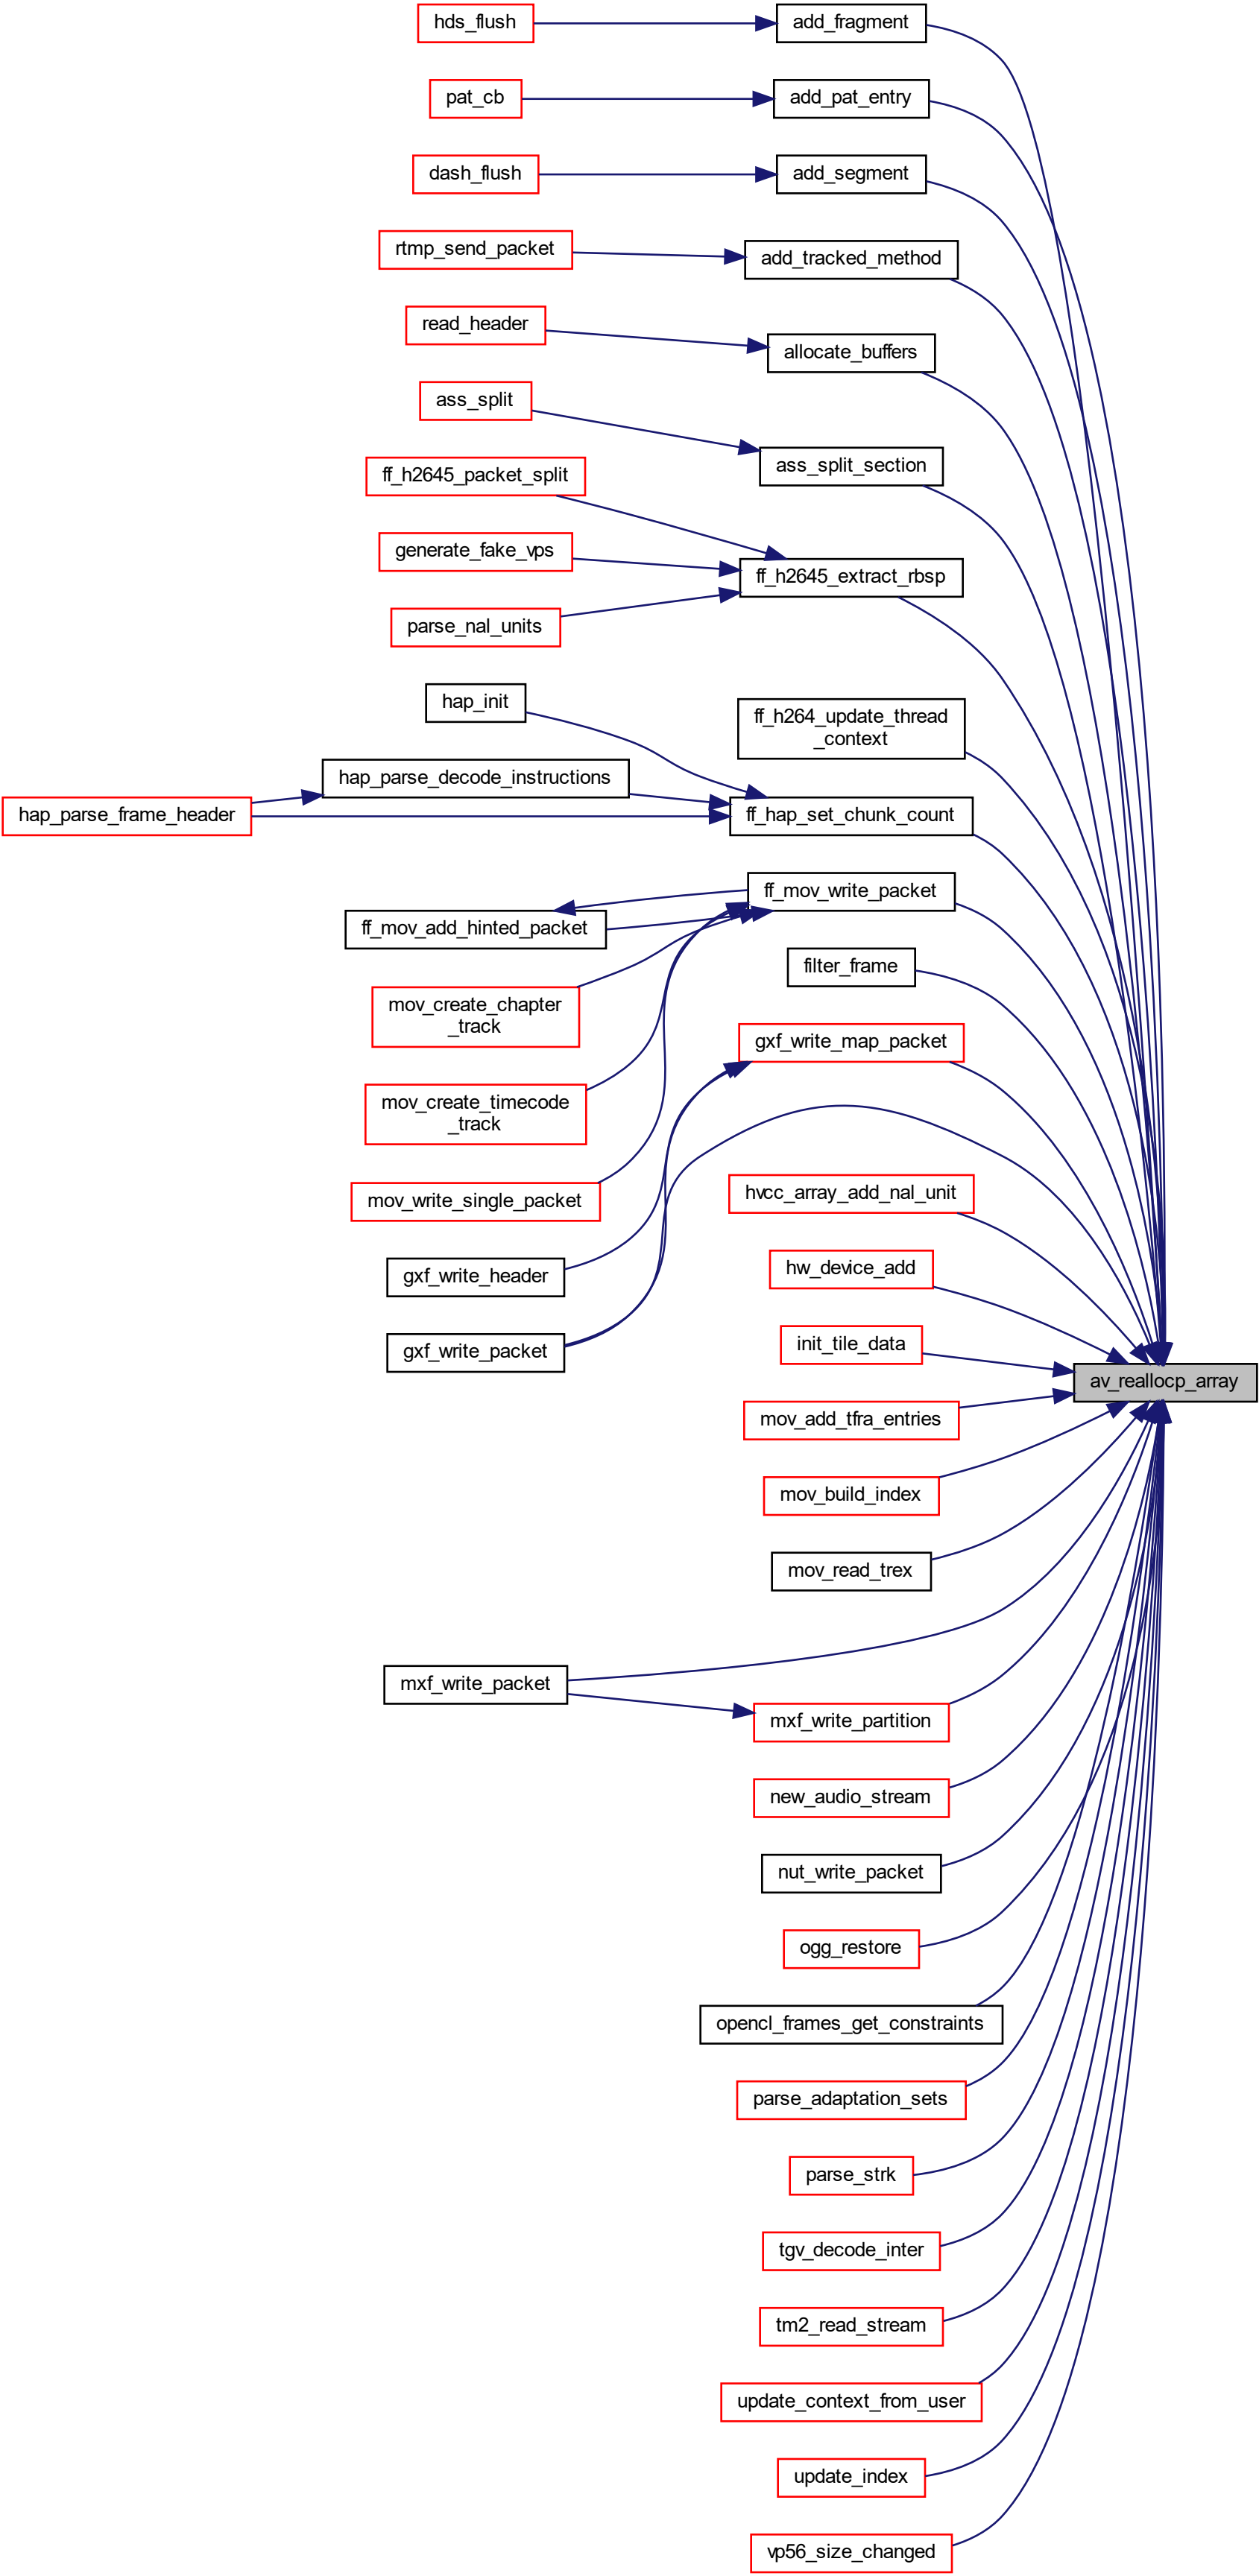 hds_flush
add_fragment
pat_cb
add_pat_entry
dash_flush
add_segment
rtmp_send_packet
add_tracked_method
read_header
allocate_buffers
ass_split
ass_split_section
ff_h2645_packet_split
generate_fake_vps
ff_h2645_extract_rbsp
parse_nal_units
hap_init
ff_h264_update_thread
_context
hap_parse_decode_instructions
hap_parse_frame_header
ff_hap_set_chunk_count
ff_mov_write_packet
ff_mov_add_hinted_packet
filter_frame
mov_create_chapter
_track
gxf_write_map_packet
mov_create_timecode
_track
mov_write_single_packet
hvcc_array_add_nal_unit
gxf_write_header
hw_device_add
gxf_write_packet
init_tile_data
av_reallocp_array
mov_add_tfra_entries
mov_build_index
mov_read_trex
mxf_write_packet
mxf_write_partition
new_audio_stream
nut_write_packet
ogg_restore
opencl_frames_get_constraints
parse_adaptation_sets
parse_strk
tgv_decode_inter
tm2_read_stream
update_context_from_user
update_index
vp56_size_changed